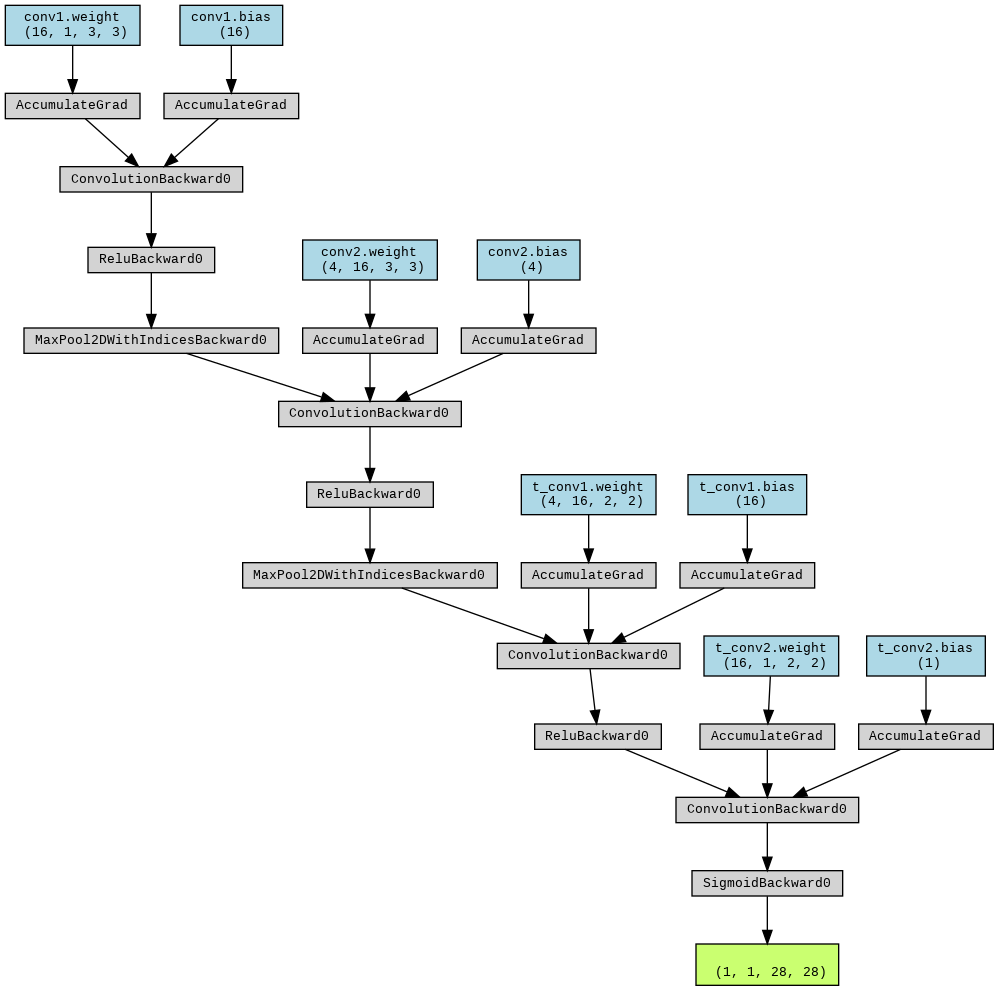 conv1.weight
(16, 1, 3, 3)
conv1.bias
(16)
AccumulateGrad
AccumulateGrad
ConvolutionBackward0
ReluBackward0
conv2.weight
(4, 16, 3, 3)
conv2.bias
(4)
MaxPool2DWithIndicesBackward0
AccumulateGrad
AccumulateGrad
ConvolutionBackward0
ReluBackward0
t_conv1.weight
(4, 16, 2, 2)
t_conv1.bias
(16)
MaxPool2DWithIndicesBackward0
AccumulateGrad
AccumulateGrad
ConvolutionBackward0
t_conv2.weight
(16, 1, 2, 2)
t_conv2.bias
(1)
ReluBackward0
AccumulateGrad
AccumulateGrad
ConvolutionBackward0
SigmoidBackward0
(1, 1, 28, 28)